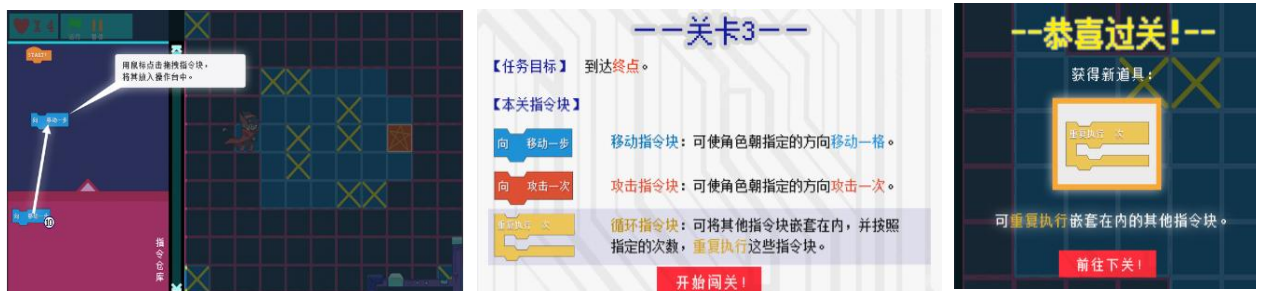 X4
START
用鼠标点击拖拽指令块，
将其放入操作台中。
向 移动一步
向 移动一步
10
指令仓库
——关卡3——
【任务目标】 到达终点。
【本关指令块】
向 移动一步
移动指令块：可使角色朝指定的方向移动一格。
向 攻击一次
攻击指令块：可使角色朝指定的方向攻击一次。
重复执行 次
循环指令块：可将其他指令块嵌套在内，并按照
指定的次数，重复执行这些指令块。
开始闯关！
--恭喜过关!--
获得新道具：
重复执行 次
可重复执行嵌套在内的其他指令块。
前往下关！